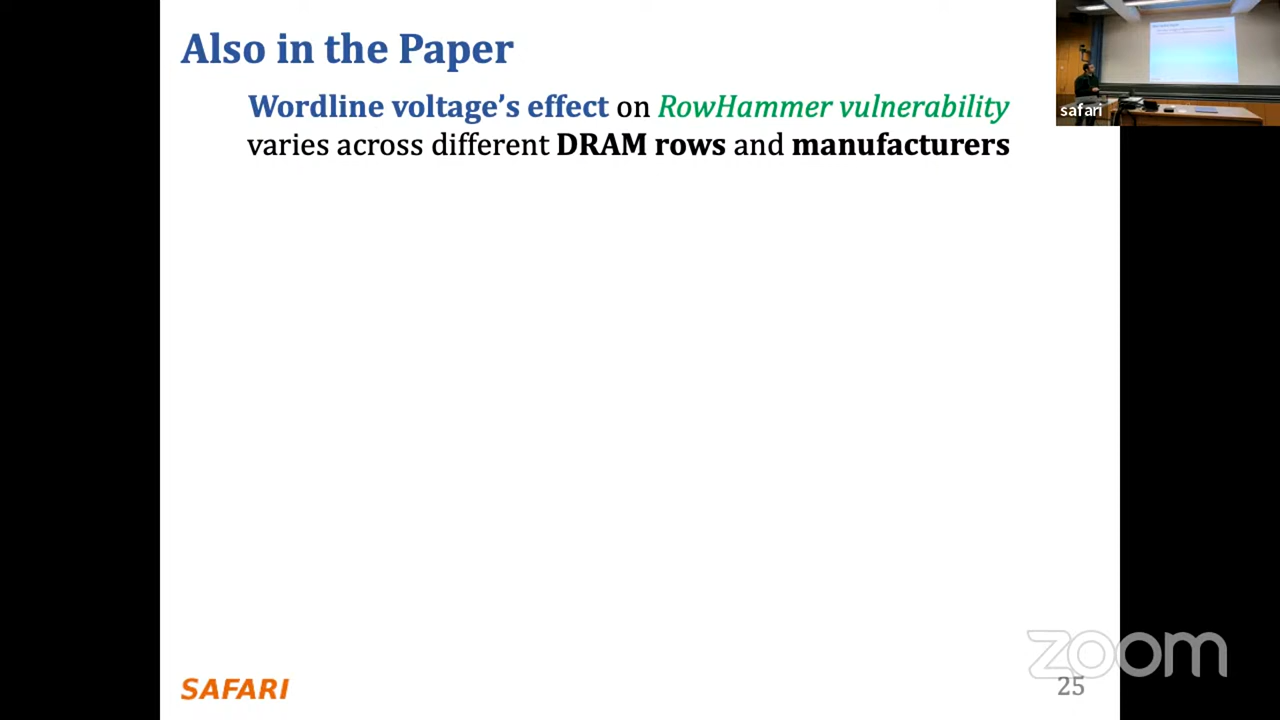 Also in the Paper
Wordline voltage's effect on RowHammer vulnerability
varies across different DRAM rows and manufacturers
safari
SAFARI
zoom
25